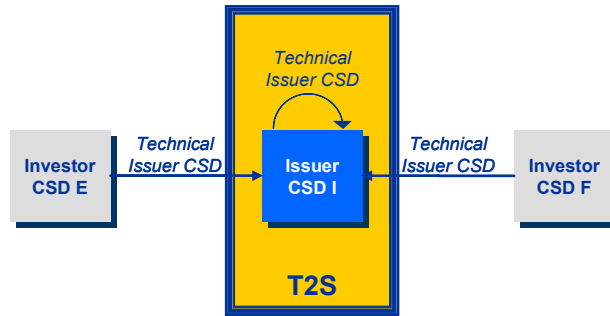 Technical
Issuer CSD
Investor
CSD E
Technical
Issuer CSD
Issuer
CSD I
Technical
Issuer CSD
Investor
CSD F
T2S